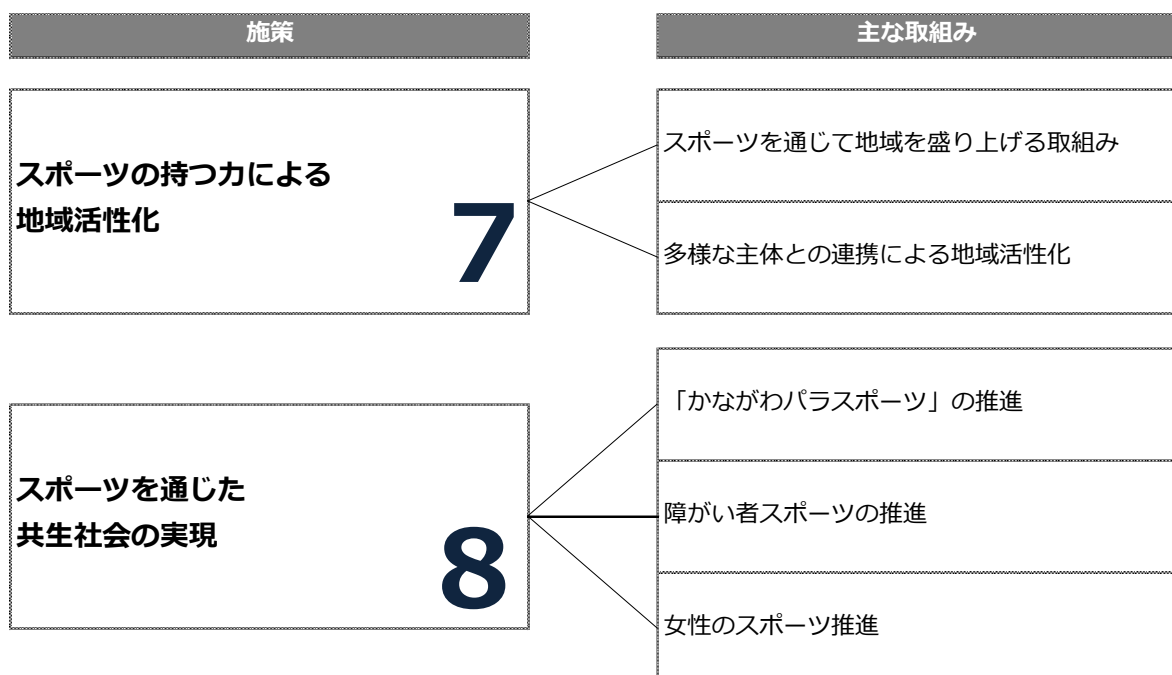 施策
主な取組み
スポーツの持つ力による
地域活性化
7
スポーツを通じて地域を盛り上げる取組み
多様な主体との連携による地域活性化
スポーツを通じた
共生社会の実現
8
「かながわパラスポーツ」の推進
障がい者スポーツの推進
女性のスポーツ推進